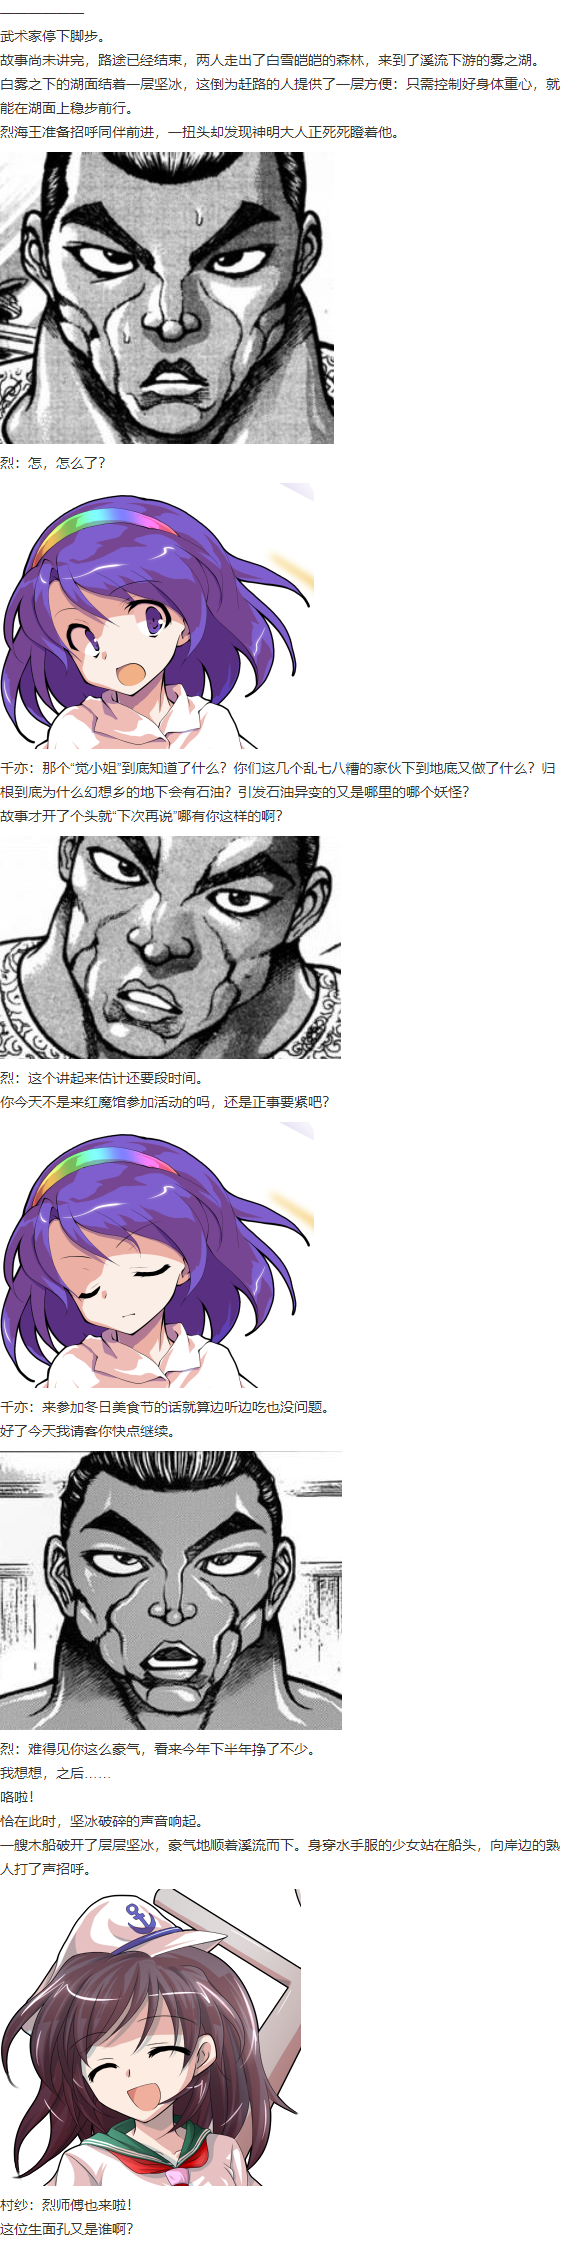 ——————
武术家停下脚步。
故事尚未讲完，路途已经结束，两人走出了白雪皑皑的森林，来到了溪流下游的雾之湖。
白雾之下的湖面结着一层坚冰，这倒为赶路的人提供了一层方便：只需控制好身体重心，就
能在湖面上稳步前行。
烈海王准备招呼同伴前进，一扭头却发现神明大人正死死瞪着他。
烈：怎，怎么了？
千亦：那个“觉小姐”到底知道了什么？你们这几个乱七八糟的家伙下到地底又做了什么？归
根到底为什么幻想乡的地下会有石油？引发石油异变的又是哪里的哪个妖怪？
故事才开了个头就“下次再说”哪有你这样的啊？
烈：这个讲起来估计还要段时间。
你今天不是来红魔馆参加活动的吗，还是正事要紧吧？
千亦：来参加冬日美食节的话就算边听边吃也没问题。
好了今天我请客你快点继续。
烈：难得见你这么豪气，看来今年下半年挣了不少。
我想想，之后……
咯啦！
恰在此时，坚冰破碎的声音响起。
一艘木船破开了层层坚冰，豪气地顺着溪流而下。身穿水手服的少女站在船头，向岸边的熟
人打了声招呼。
村纱：烈师傅也来啦！
这位生面孔又是谁啊？